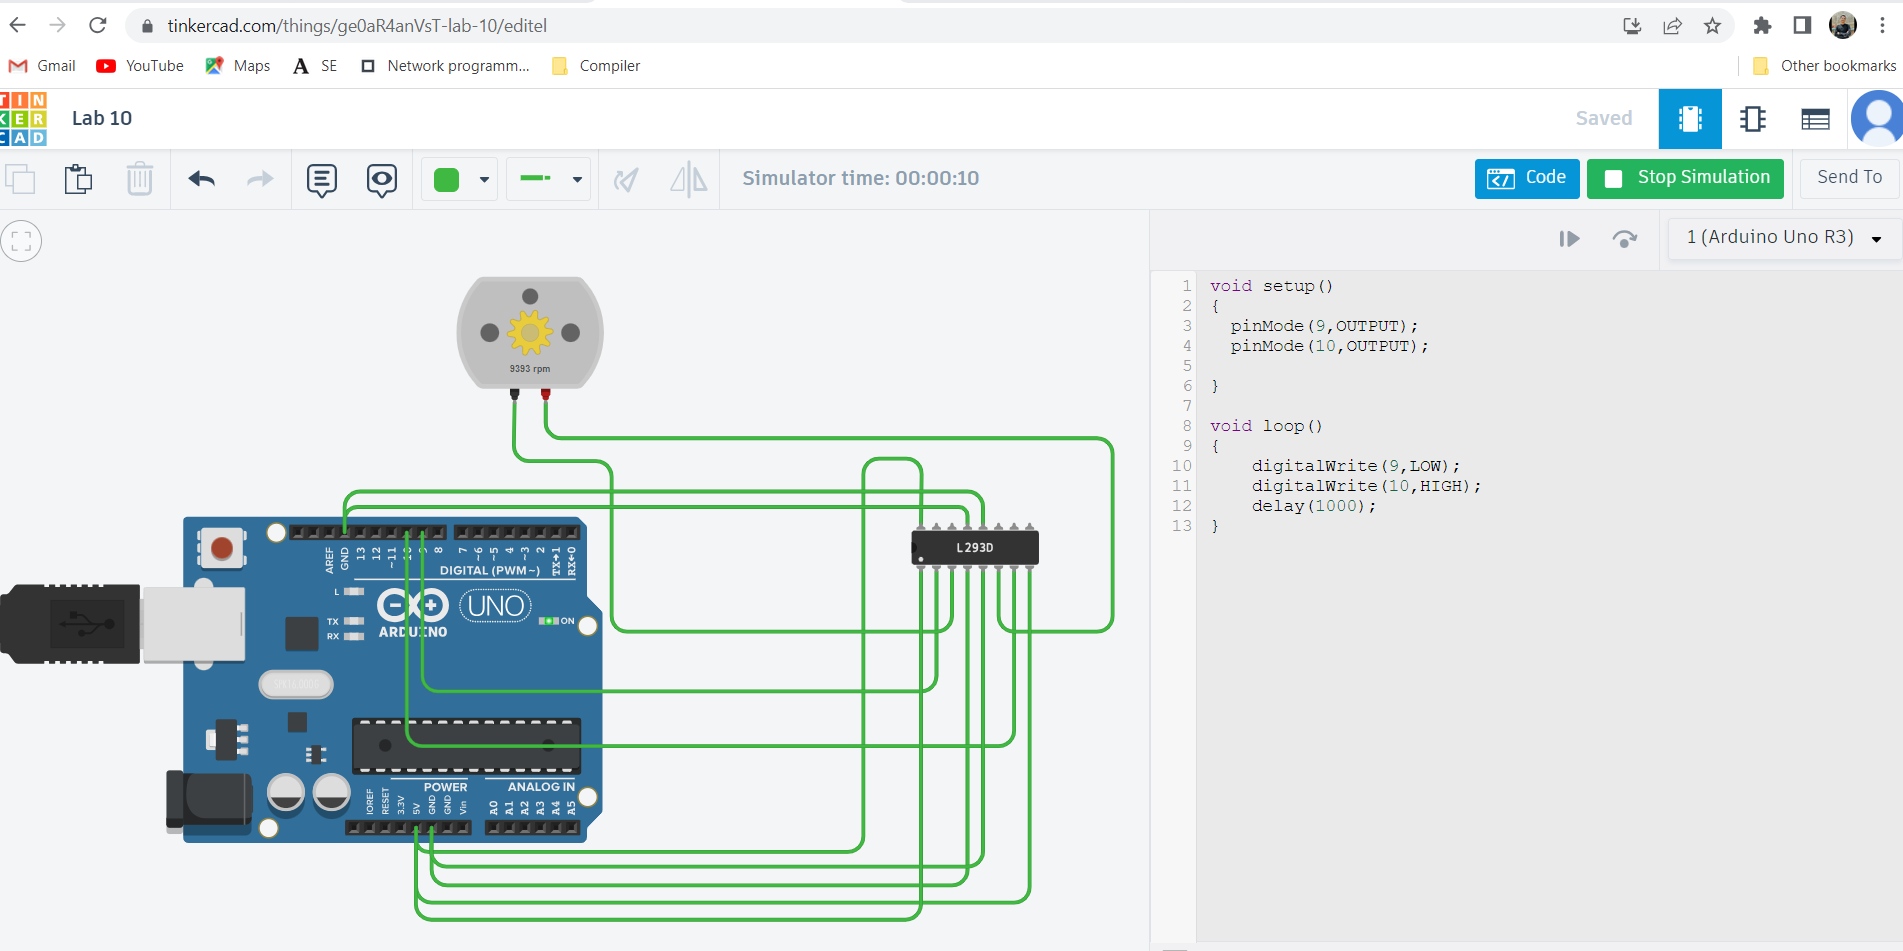 tinkercad.com/things/ge0aR4anVsT-lab-10/editel
Gmail YouTube Maps A SE Network programm... Compiler Other bookmarks
TIN
KER
CAD
Lab 10
Saved
Simulator time: 00:00:10
Code
Stop Simulation
Send To
1 (Arduino Uno R3)
1 void setup()
2 {
3 pinMode(9,OUTPUT);
4 pinMode(10,OUTPUT);
5
6 }
7
8 void loop()
9 {
10 digitalWrite(9,LOW);
11 digitalWrite(10,HIGH);
12 delay(1000);
13 }
9393 rpm
L293D
AREF
GND
13
12
~11
8
7
~6
~5
4
~3
2
TX→1
RX←0
DIGITAL (PWM~)
L
TX
RX
UNO
ARDUINO
ON
POWER
ANALOG IN
IOREF
RESET
3.3V
5V
GND
GND
Vin
A0
A1
A2
A3
A4
A5